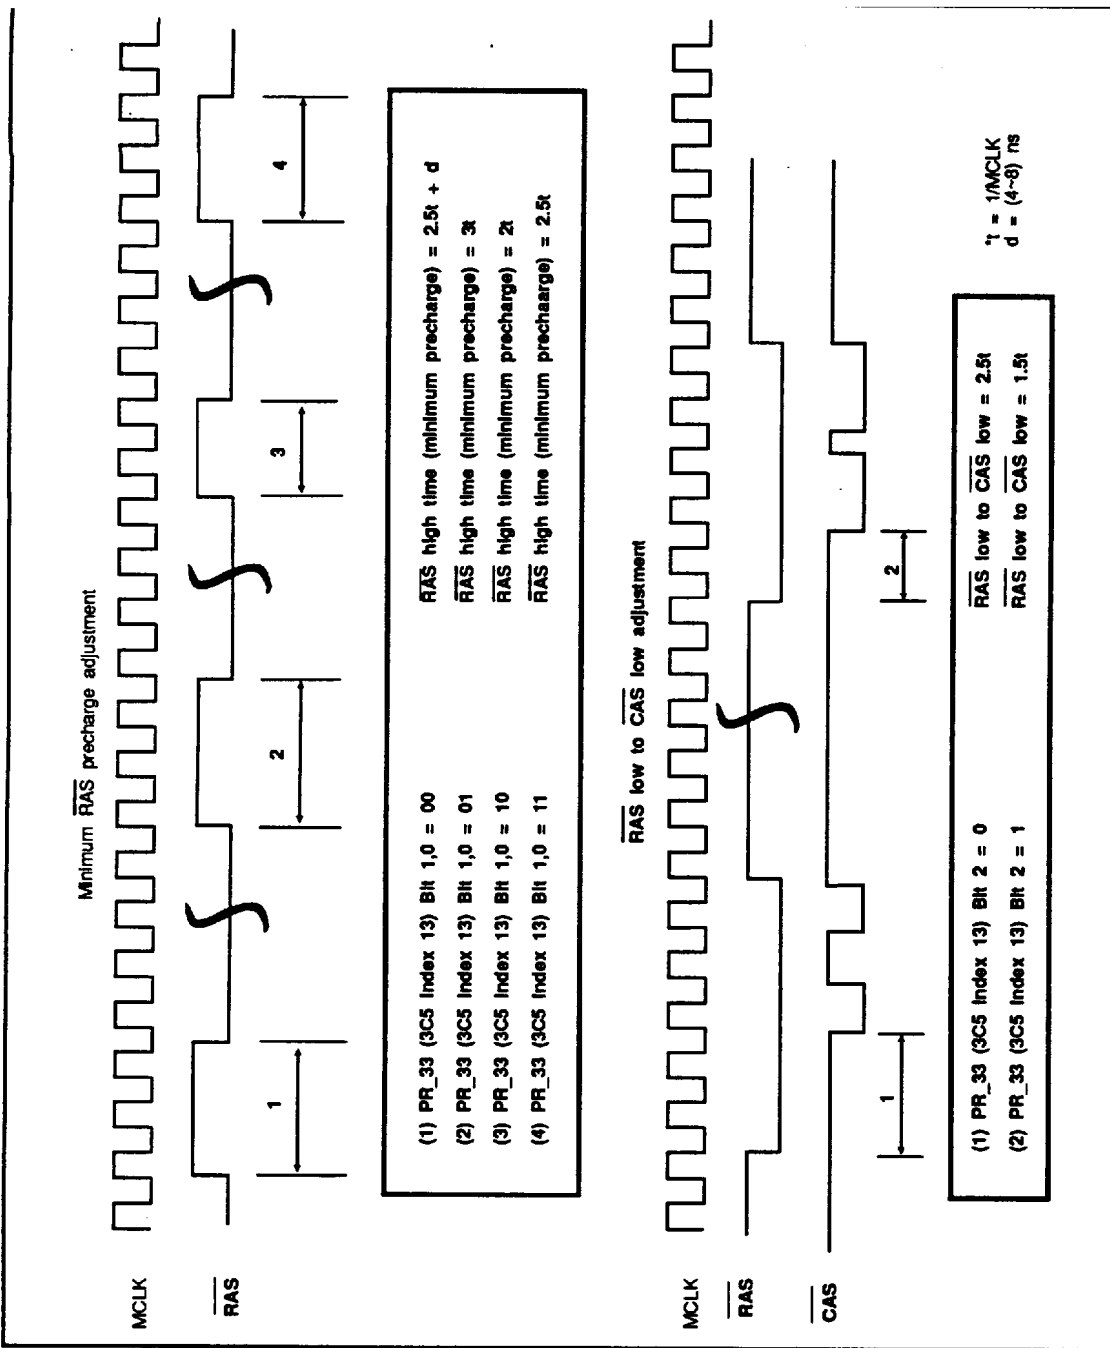 Minimum RAS precharge adjustment
MCLK
RAS
1
2
3
4
(1) PR_33 (3C5 Index 13) Bit 1,0 = 00 RAS high time (minimum precharge) = 2.5t + d
(2) PR_33 (3C5 Index 13) Bit 1,0 = 01 RAS high time (minimum precharge) = 3t
(3) PR_33 (3C5 Index 13) Bit 1,0 = 10 RAS high time (minimum precharge) = 2t
(4) PR_33 (3C5 Index 13) Bit 1,0 = 11 RAS high time (minimum prechaarge) = 2.5t
RAS low to CAS low adjustment
MCLK
RAS
CAS
1
2
(1) PR_33 (3C5 Index 13) Bit 2 = 0 RAS low to CAS low = 2.5t
(2) PR_33 (3C5 Index 13) Bit 2 = 1 RAS low to CAS low = 1.5t
*t = 1/MCLK
d = (4~8) ns